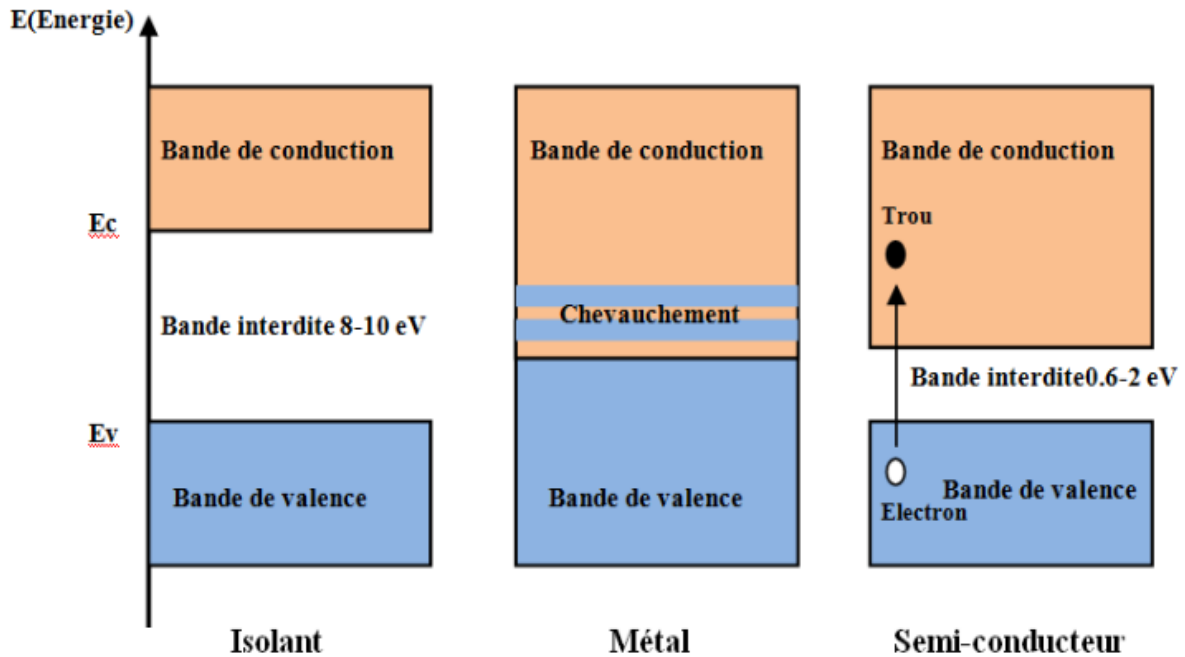 E(Energie)
Bande de conduction
Ec
Bande interdite 8-10 eV
Ev
Bande de valence
Isolant
Bande de conduction
Chevauchement
Bande de valence
Métal
Bande de conduction
Trou
Bande interdite0.6-2 eV
Bande de valence
Electron
Semi-conducteur